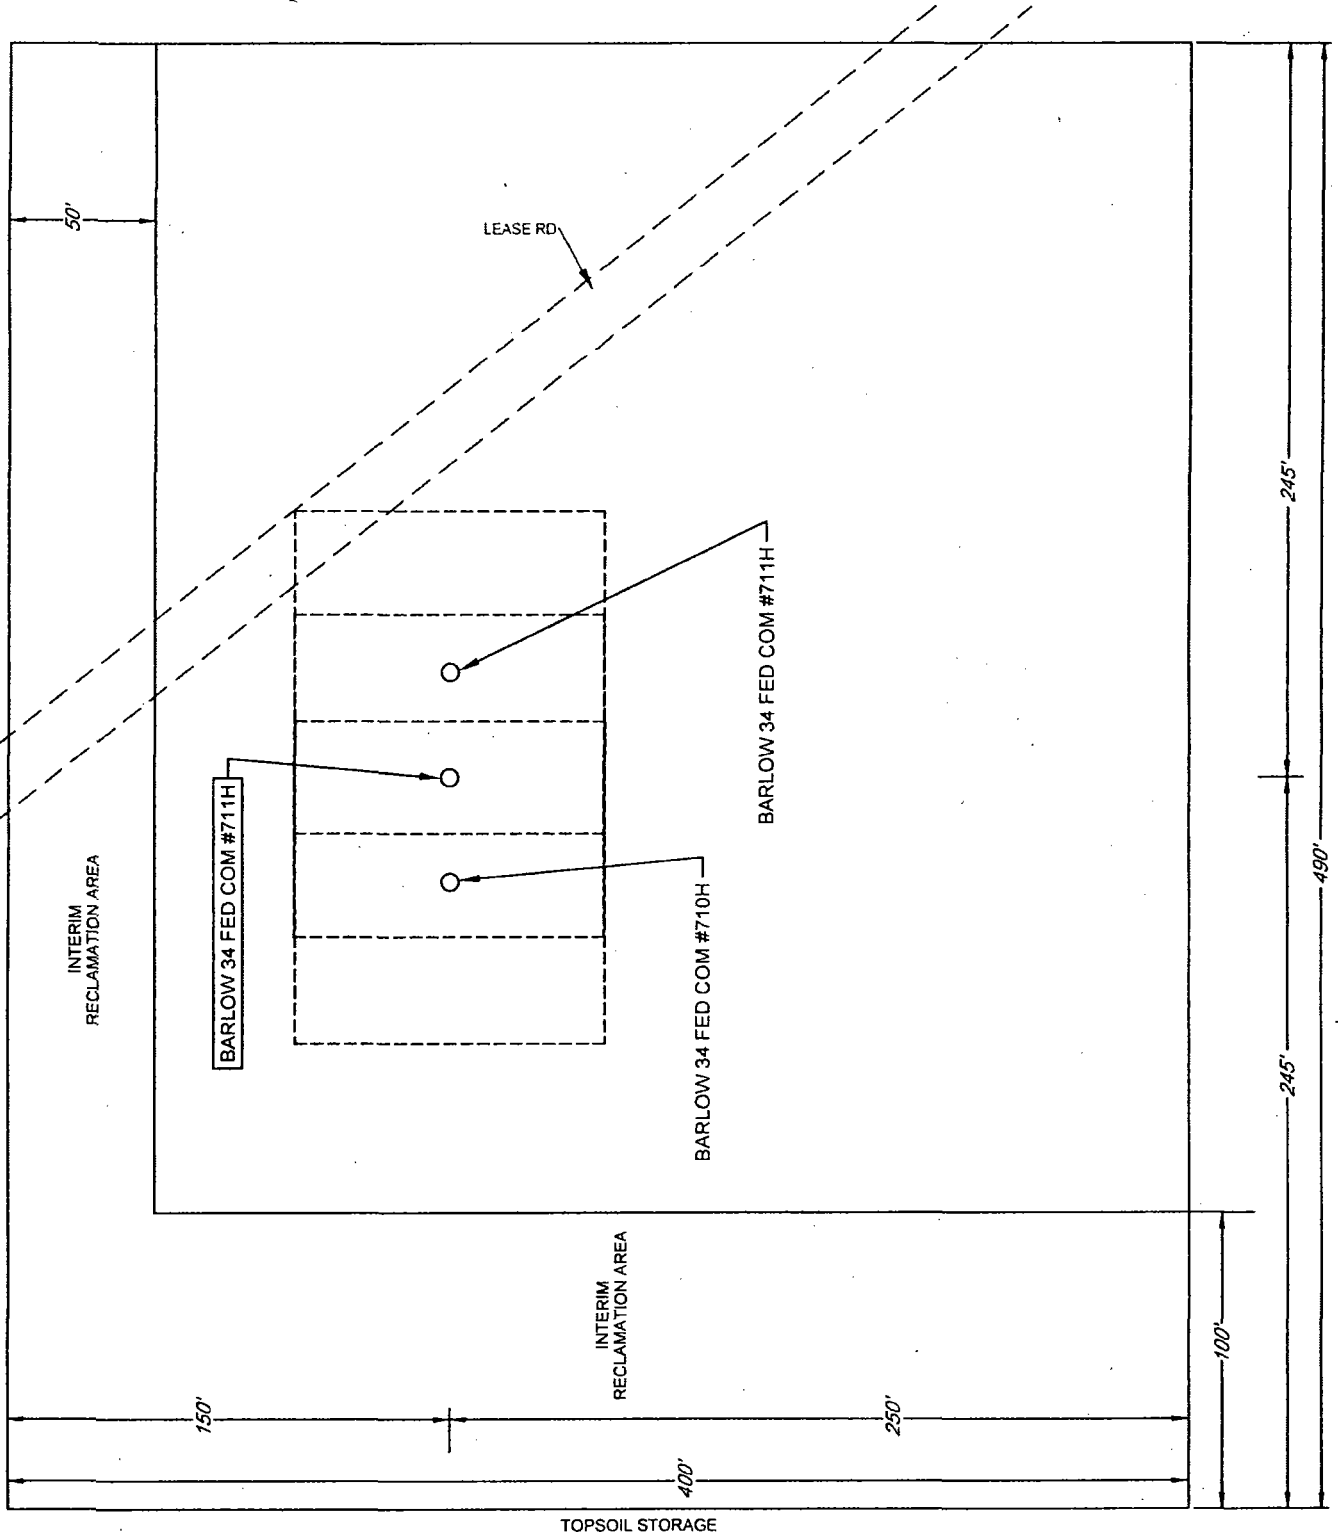 50'
LEASE RD
INTERIM
RECLAMATION AREA
BARLOW 34 FED COM #711H
BARLOW 34 FED COM #711H
BARLOW 34 FED COM #710H
245'
245'
490'
INTERIM
RECLAMATION AREA
100'
150'
250'
400'
TOPSOIL STORAGE